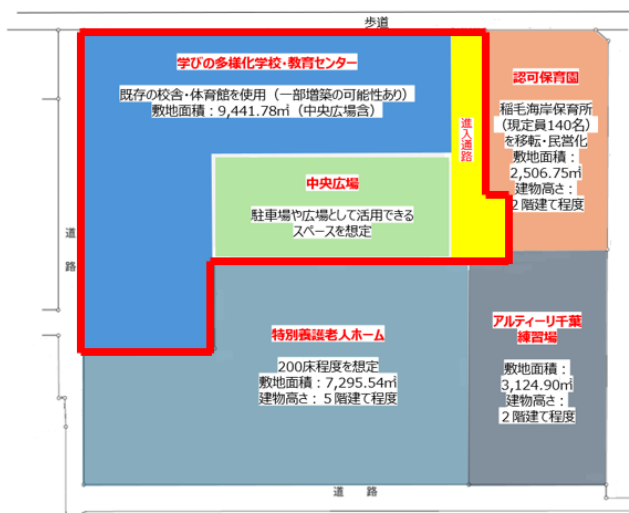 歩道
学びの多様化学校・教育センター
既存の校舎・体育館を使用（一部増築の可能性あり）
敷地面積：9,441.78㎡（中央広場含）
進入通路
認可保育園
稲毛海岸保育所
（現定員140名）
を移転・民営化
敷地面積：
2,506.75㎡
建物高さ：
２階建て程度
中央広場
駐車場や広場として活用できる
スペースを想定
道路
特別養護老人ホーム
200床程度を想定
敷地面積：7,295.54㎡
建物高さ：５階建て程度
アルティーリ千葉
練習場
敷地面積：
3,124.90㎡
建物高さ：
２階建て程度
道　路